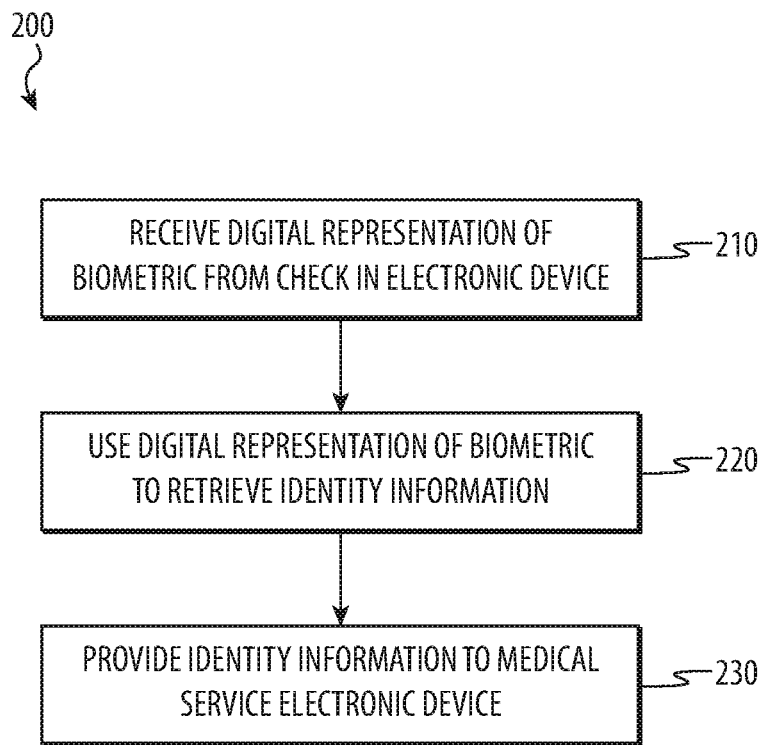 200
RECEIVE DIGITAL REPRESENTATION OF
BIOMETRIC FROM CHECK IN ELECTRONIC DEVICE
210
USE DIGITAL REPRESENTATION OF BIOMETRIC
TO RETRIEVE IDENTITY INFORMATION
220
PROVIDE IDENTITY INFORMATION TO MEDICAL
SERVICE ELECTRONIC DEVICE
230